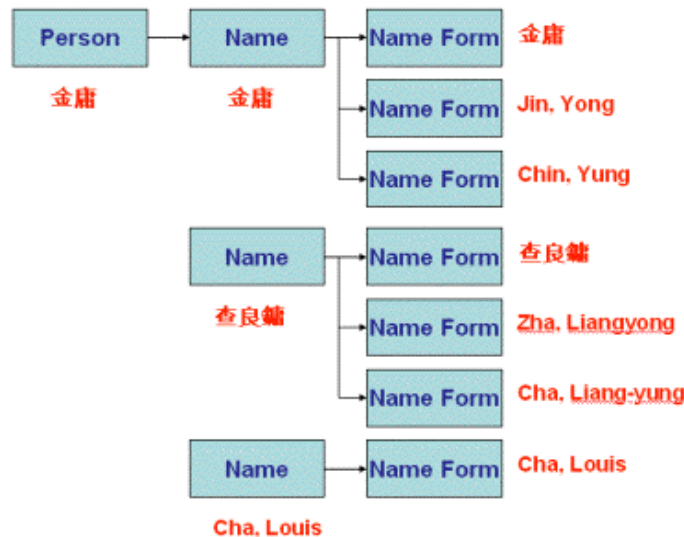 Person Name Name Form 金庸
金庸 金庸
Name Form Jin, Yong
Name Form Chin, Yung
Name Name Form 查良鏞
查良鏞
Name Form Zha, Liangyong
Name Form Cha, Liang-yung
Name Name Form Cha, Louis
Cha, Louis